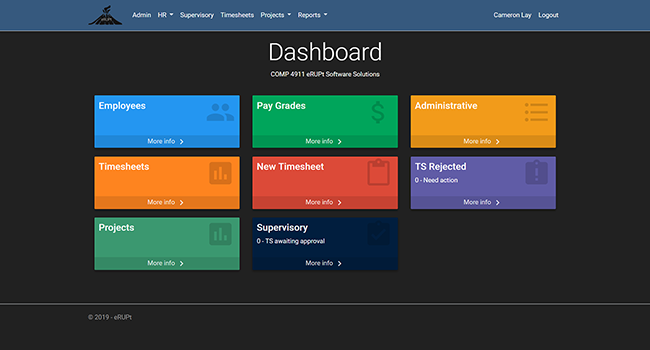 eRUPt
Admin HR Supervisory Timesheets Projects Reports Cameron Lay Logout
Dashboard
COMP 4911 eRUPt Software Solutions
Employees
More info
Pay Grades
More info
Administrative
More info
Timesheets
More info
New Timesheet
More info
TS Rejected
0 - Need action
More info
Projects
More info
Supervisory
0 - TS awaiting approval
More info
© 2019 - eRUPt